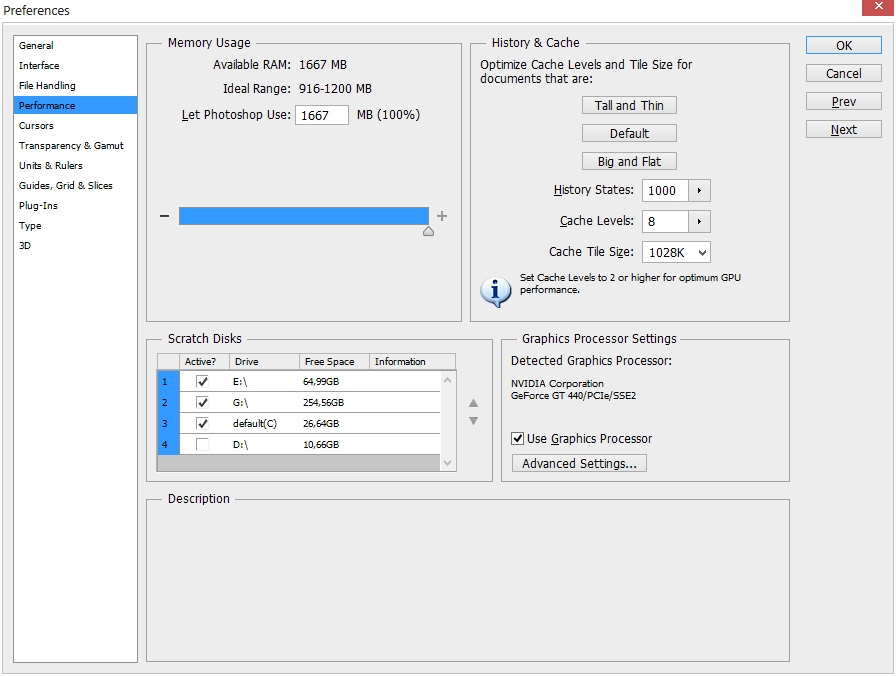 Preferences
General
Interface
File Handling
Performance
Cursors
Transparency & Gamut
Units & Rulers
Guides, Grid & Slices
Plug-Ins
Type
3D
Memory Usage
Available RAM: 1667 MB
Ideal Range: 916-1200 MB
Let Photoshop Use: 1667 MB (100%)
History & Cache
Optimize Cache Levels and Tile Size for
documents that are:
Tall and Thin
Default
Big and Flat
History States: 1000
Cache Levels: 8
Cache Tile Size: 1028K
Set Cache Levels to 2 or higher for optimum GPU
performance.
OK
Cancel
Prev
Next
Scratch Disks
Active? Drive Free Space Information
1 E:\ 64,99GB
2 G:\ 254,56GB
3 default(C) 26,64GB
4 D:\ 10,66GB
Graphics Processor Settings
Detected Graphics Processor:
NVIDIA Corporation
GeForce GT 440/PCIe/SSE2
Use Graphics Processor
Advanced Settings...
Description